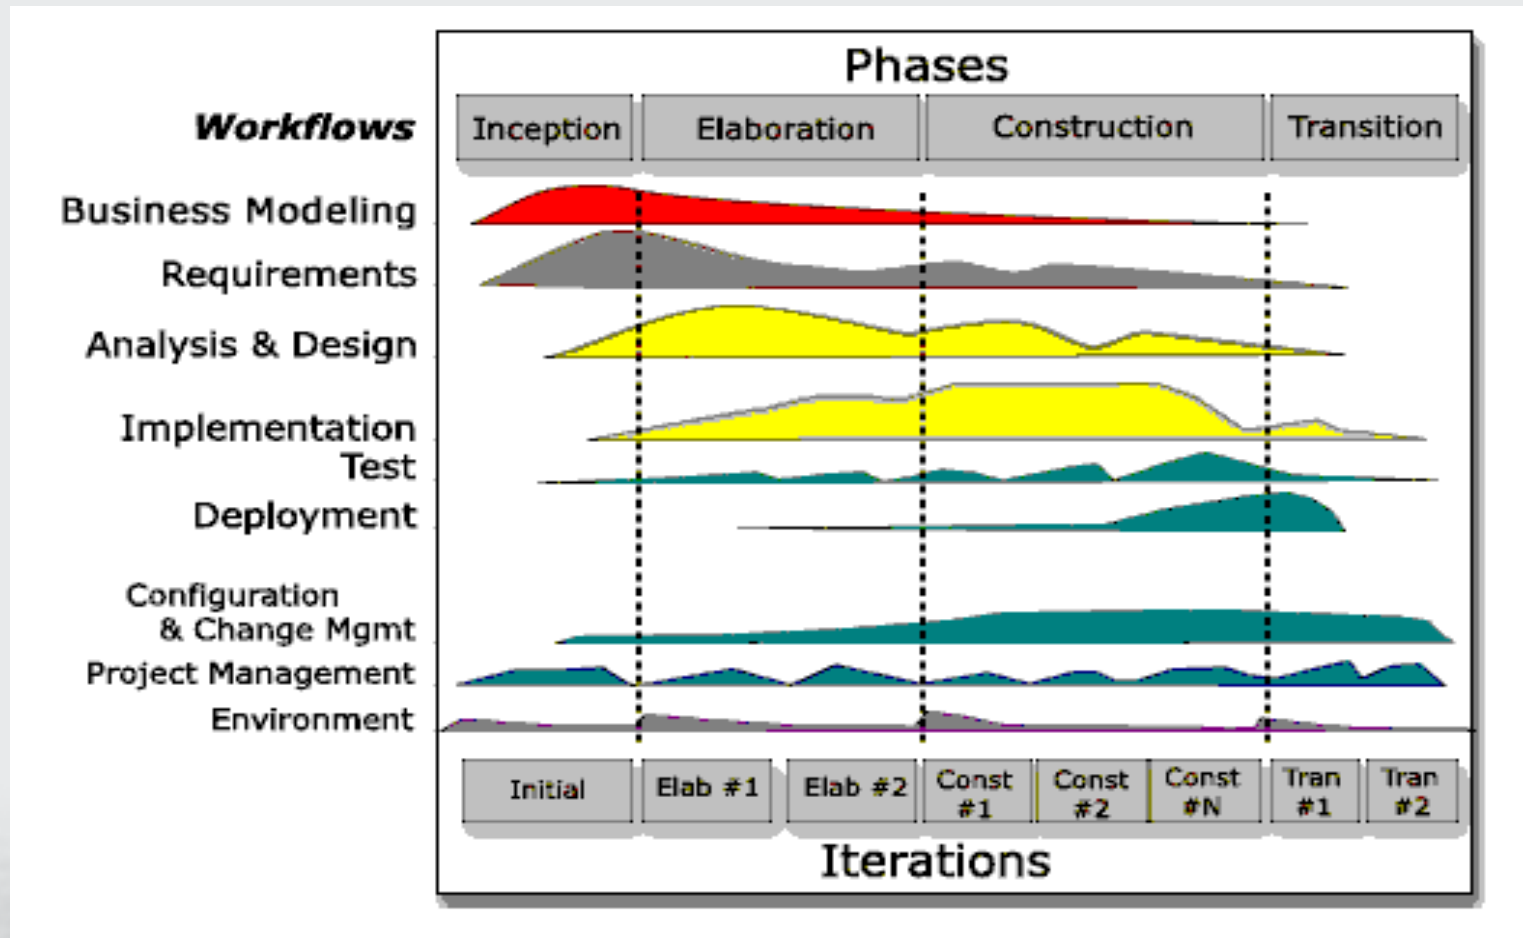 Phases
Workflows
Inception
Elaboration
Construction
Transition
Business Modeling
Requirements
Analysis & Design
Implementation
Test
Deployment
Configuration
& Change Mgmt
Project Management
Environment
Initial
Elab #1
Elab #2
Const
#1
Const
#2
Const
#N
Tran
#1
Tran
#2
Iterations